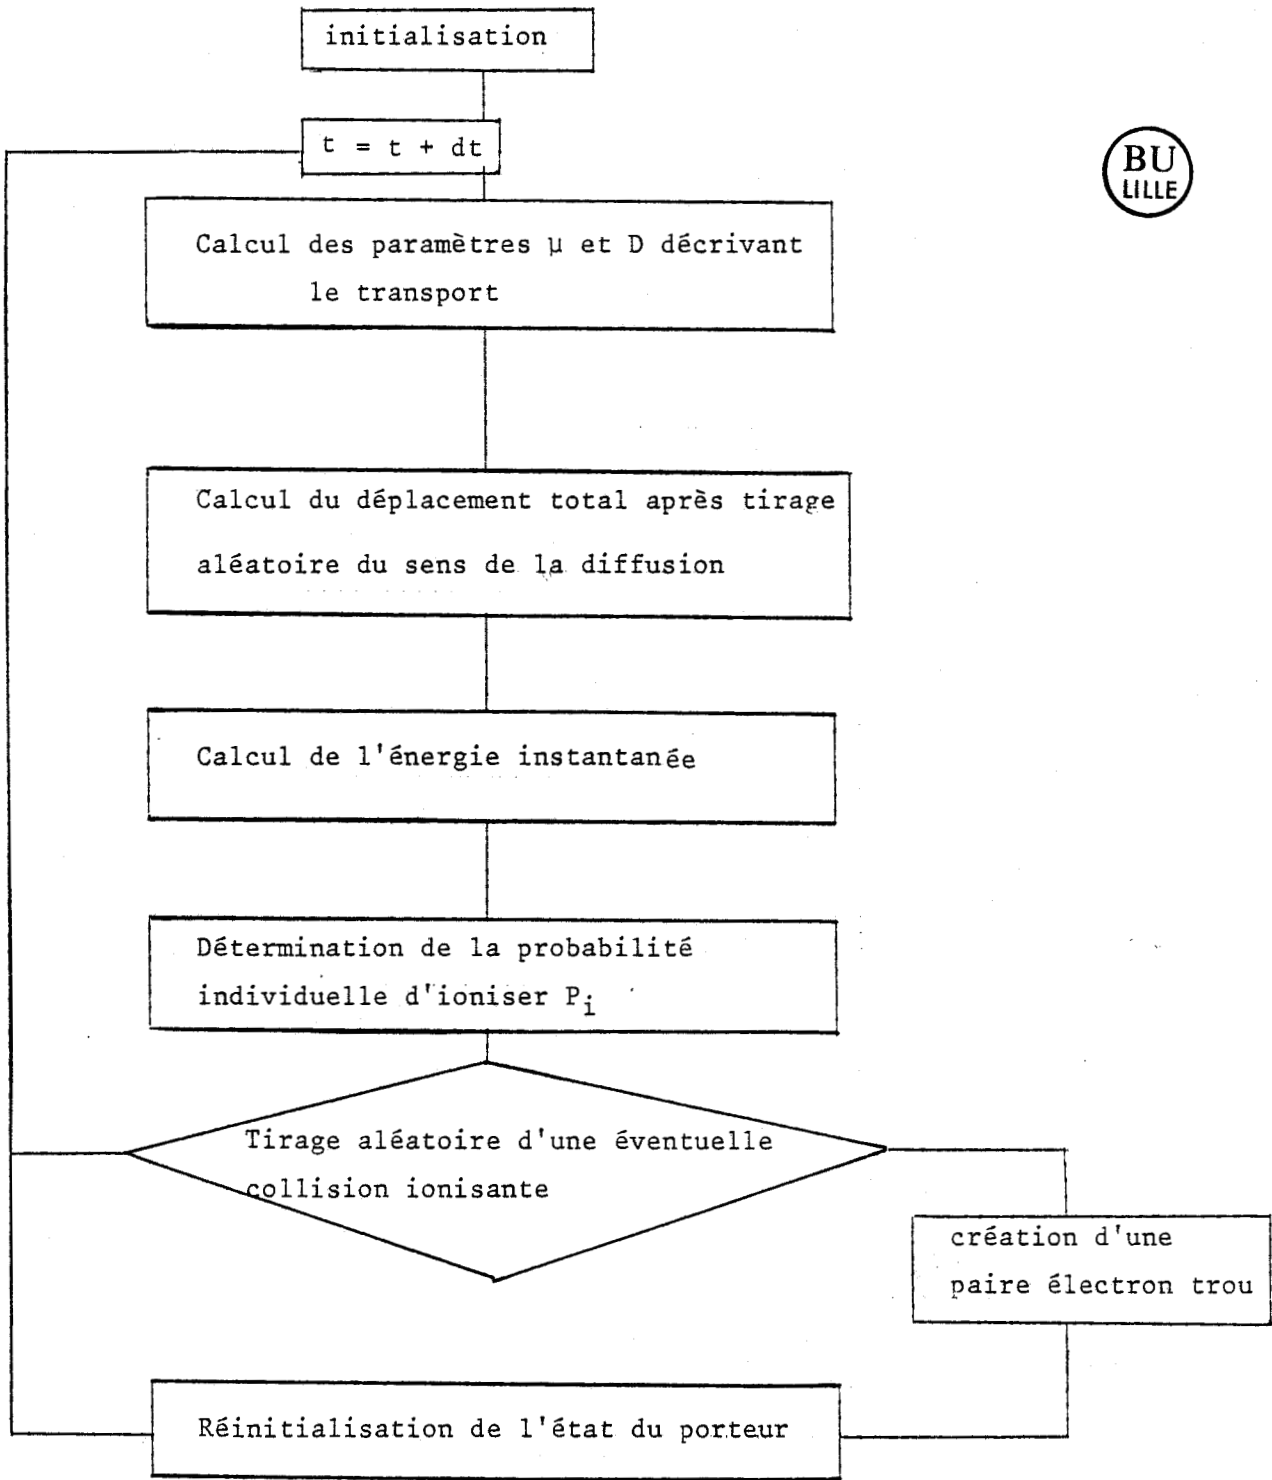 initialisation
t = t + dt
BU
LILLE
Calcul des paramètres μ et D décrivant
le transport
Calcul du déplacement total après tirage
aléatoire du sens de la diffusion
Calcul de l'énergie instantanée
Détermination de la probabilité
individuelle d'ioniser Pi
Tirage aléatoire d'une éventuelle
collision ionisante
création d'une
paire électron trou
Réinitialisation de l'état du porteur